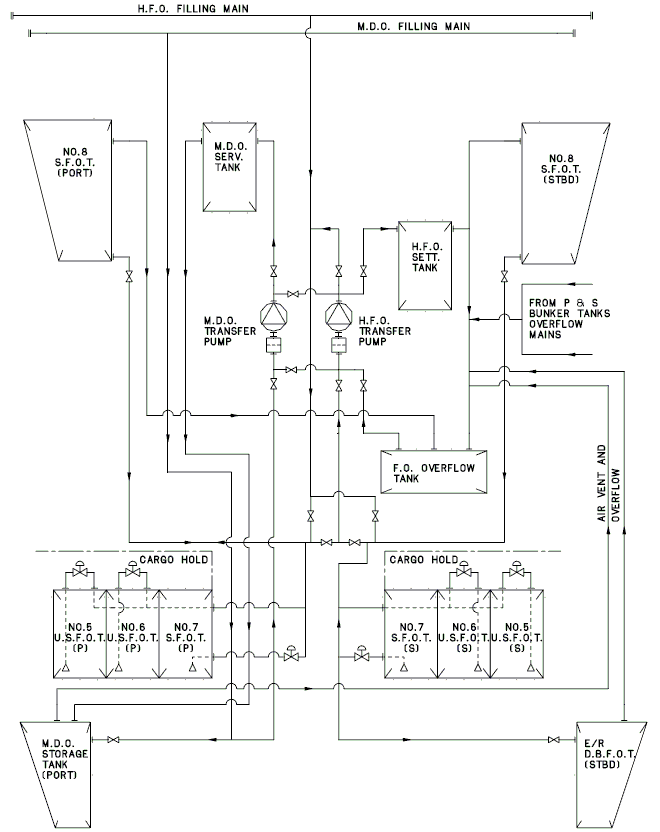 H.F.O. FILLING MAIN
M.D.O. FILLING MAIN
NO.8
S.F.O.T.
(PORT)
M.D.O.
SERV.
TANK
NO.8
S.F.O.T.
(STBD)
H.F.O.
SETT.
TANK
FROM P & S
BUNKER TANKS
OVERFLOW
MAINS
M.D.O.
TRANSFER
PUMP
H.F.O.
TRANSFER
PUMP
F.O. OVERFLOW
TANK
AIR VENT AND
OVERFLOW
CARGO HOLD
CARGO HOLD
NO.5
U.S.F.O.T.
(P)
NO.6
U.S.F.O.T.
(P)
NO.7
S.F.O.T.
(P)
NO.7
S.F.O.T.
(S)
NO.6
U.S.F.O.T.
(S)
NO.5
U.S.F.O.T.
(S)
M.D.O.
STORAGE
TANK
(PORT)
E/R
D.B.F.O.T.
(STBD)